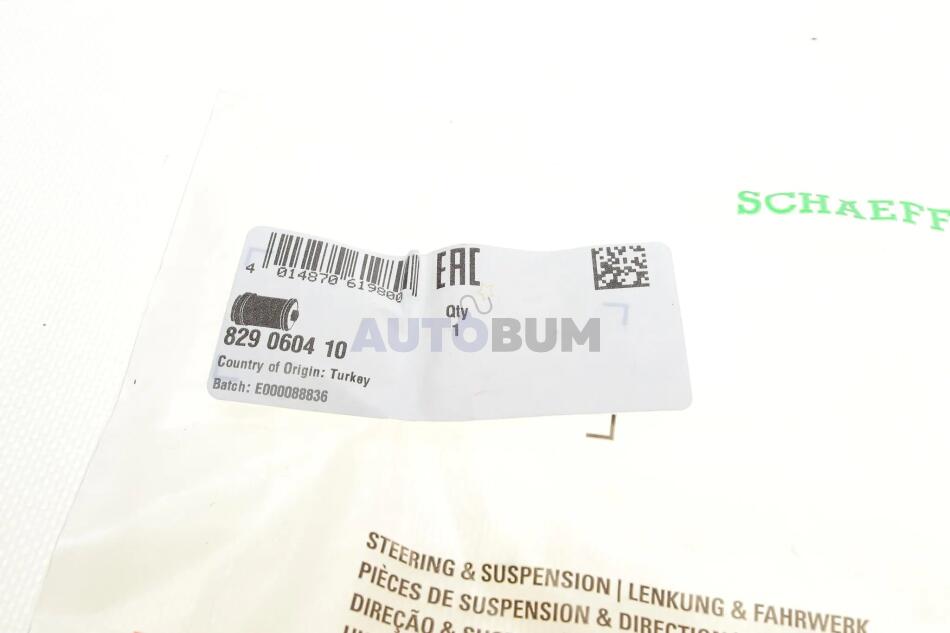 SCHAEFF
4 014870 619800
EAC
Qty
1
AUTOBUM
829 0604 10
Country of Origin: Turkey
Batch: E000088836
STEERING & SUSPENSION | LENKUNG & FAHRWERK
PIÈCES DE SUSPENSION & DIRECTION
DIREÇÃO &